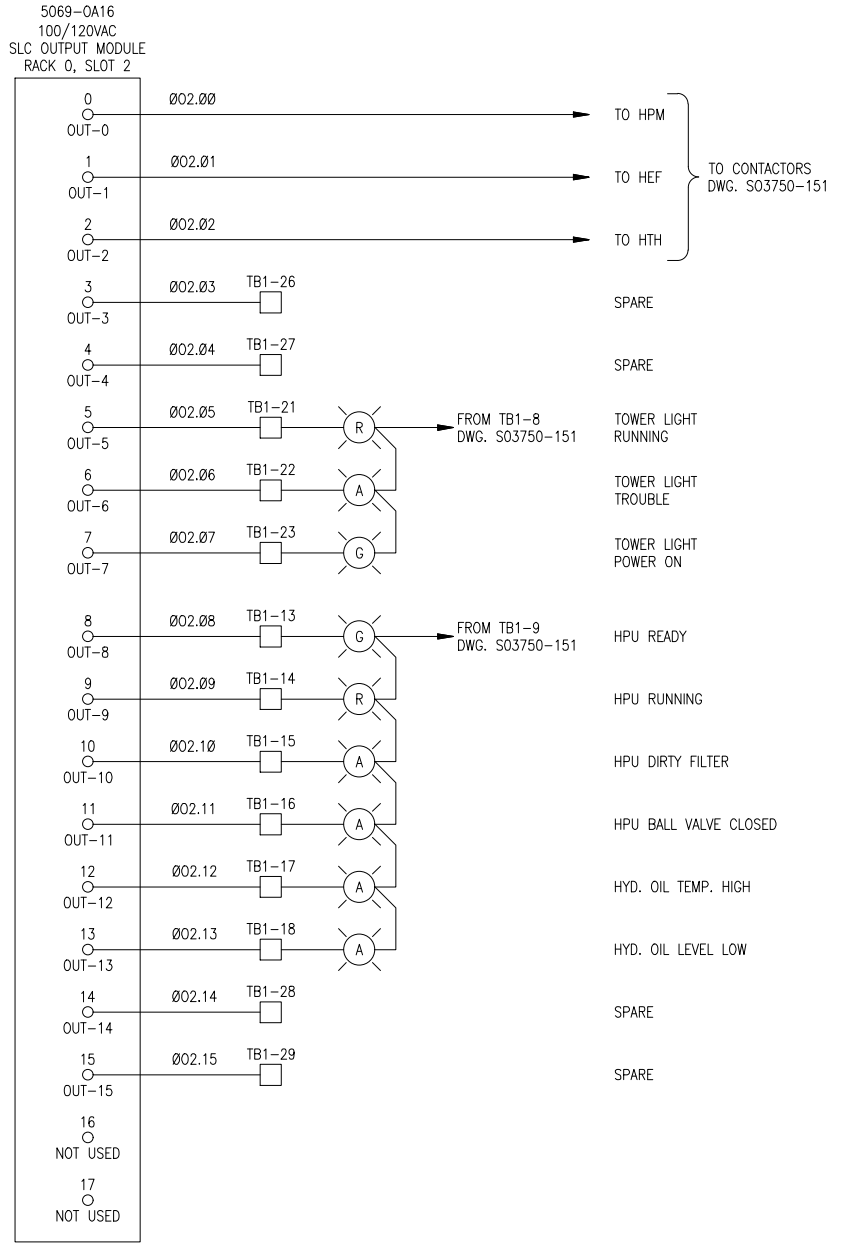 5069-OA16
100/120VAC
SLC OUTPUT MODULE
RACK 0, SLOT 2
0
OUT-0
Ø02.ØØ
TO HPM
1
OUT-1
Ø02.Ø1
TO HEF
TO CONTACTORS
DWG. S03750-151
2
OUT-2
Ø02.Ø2
TO HTH
3
OUT-3
Ø02.Ø3
TB1-26
SPARE
4
OUT-4
Ø02.Ø4
TB1-27
SPARE
5
OUT-5
Ø02.Ø5
TB1-21
R
FROM TB1-8
DWG. S03750-151
TOWER LIGHT
RUNNING
6
OUT-6
Ø02.Ø6
TB1-22
A
TOWER LIGHT
TROUBLE
7
OUT-7
Ø02.Ø7
TB1-23
G
TOWER LIGHT
POWER ON
8
OUT-8
Ø02.Ø8
TB1-13
G
FROM TB1-9
DWG. S03750-151
HPU READY
9
OUT-9
Ø02.Ø9
TB1-14
R
HPU RUNNING
10
OUT-10
Ø02.1Ø
TB1-15
A
HPU DIRTY FILTER
11
OUT-11
Ø02.11
TB1-16
A
HPU BALL VALVE CLOSED
12
OUT-12
Ø02.12
TB1-17
A
HYD. OIL TEMP. HIGH
13
OUT-13
Ø02.13
TB1-18
A
HYD. OIL LEVEL LOW
14
OUT-14
Ø02.14
TB1-28
SPARE
15
OUT-15
Ø02.15
TB1-29
SPARE
16
NOT USED
17
NOT USED